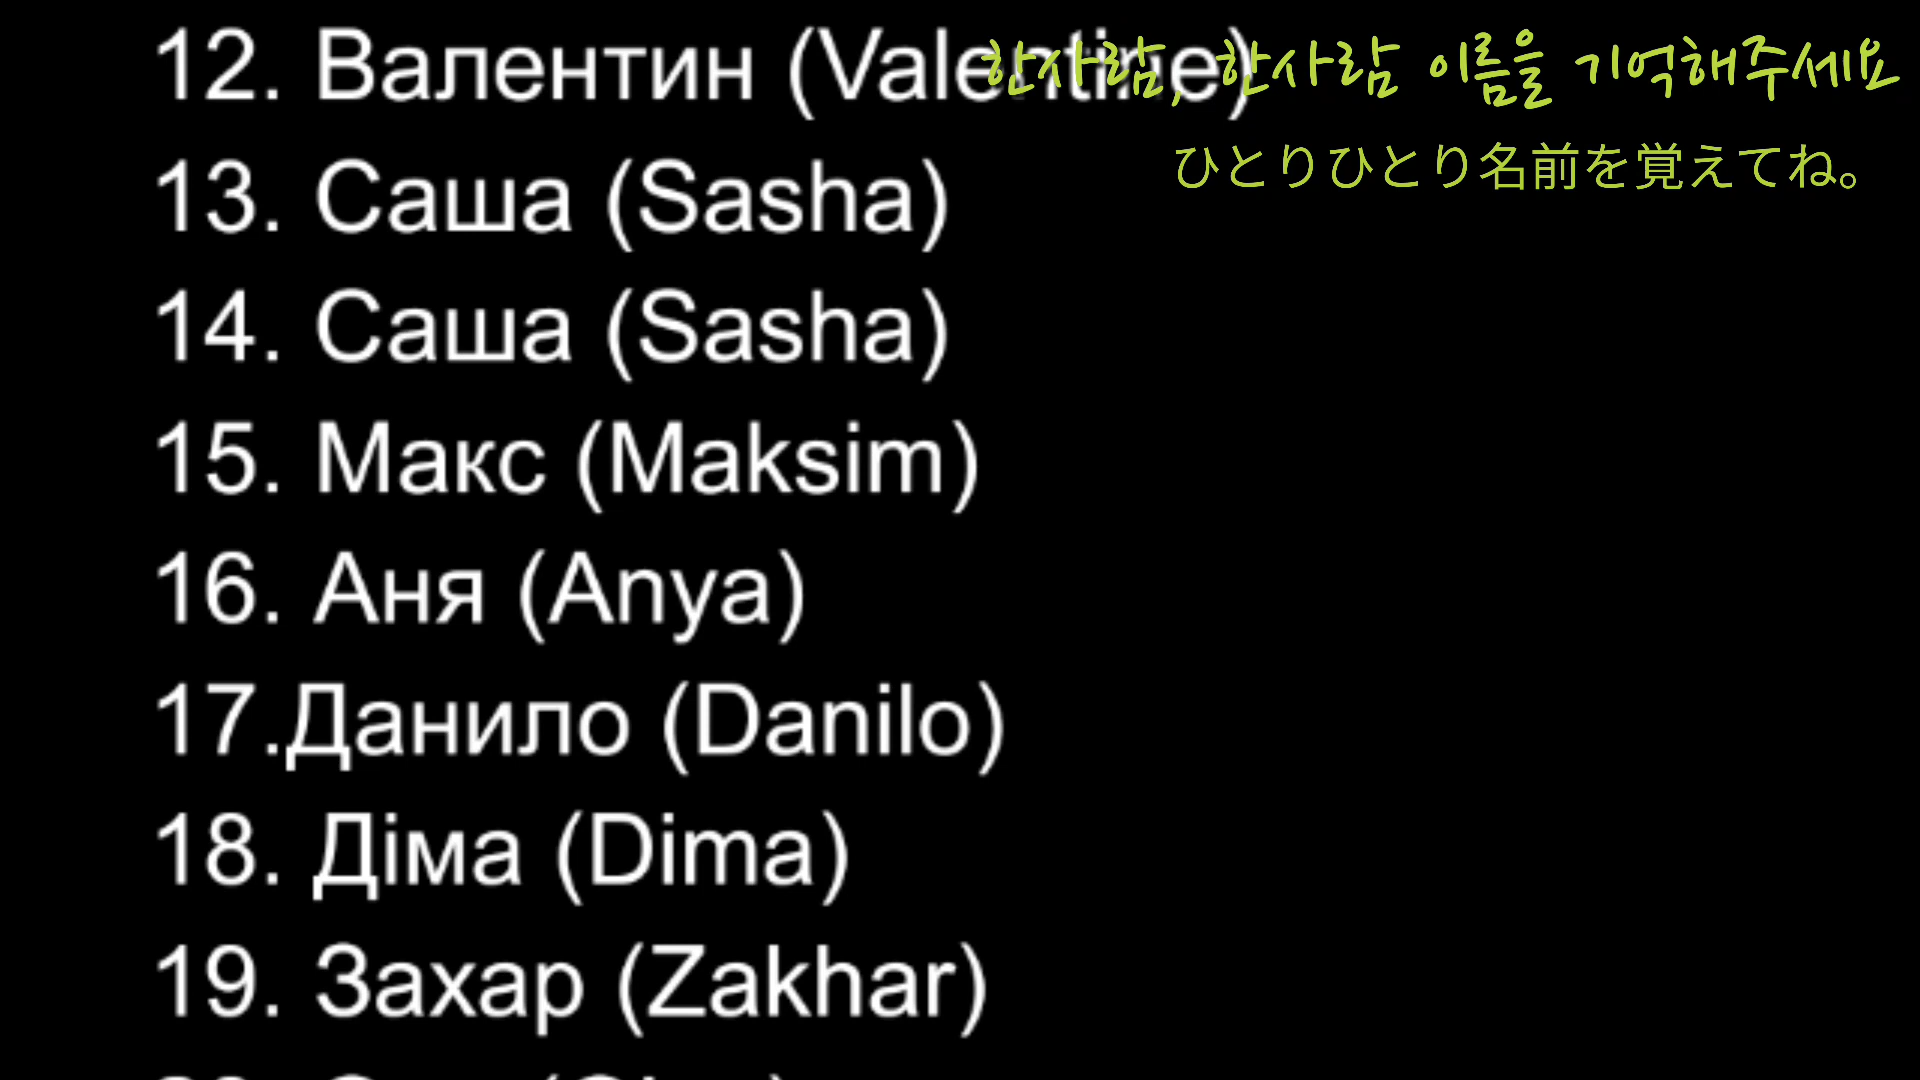 12. Валентин (Valentine)
한사람, 한사람 이름을 기억해주세요
ひとりひとり名前を覚えてね。
13. Саша (Sasha)
14. Саша (Sasha)
15. Макс (Maksim)
16. Аня (Anya)
17.Данило (Danilo)
18. Діма (Dima)
19. Захар (Zakhar)